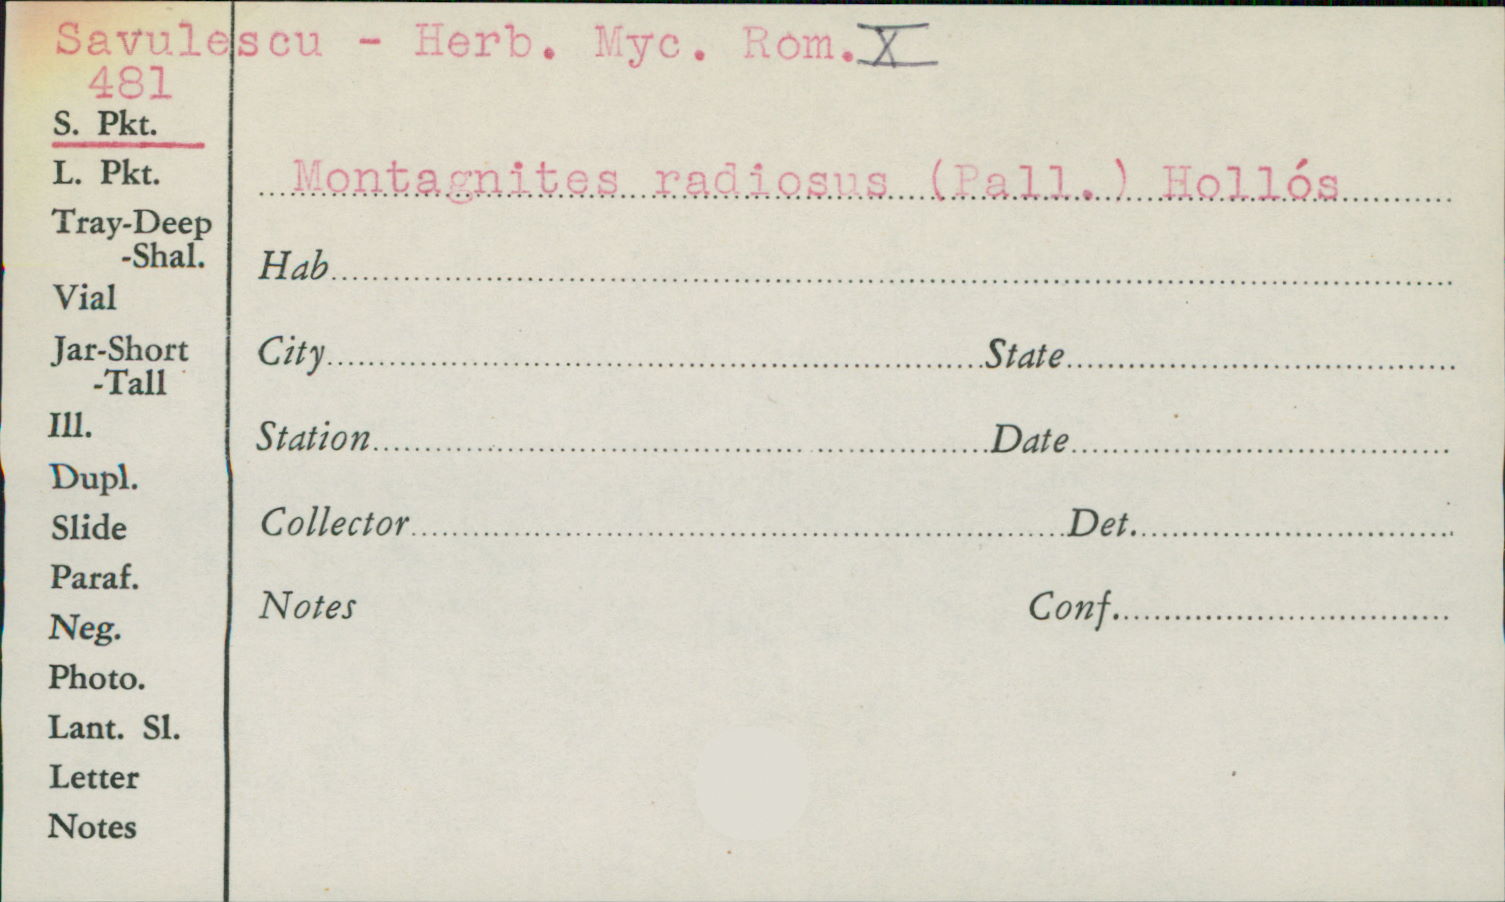 Savulescu - Herb. Myc. Rom. X
481
S. Pkt.
L. Pkt.
Tray-Deep
-Shal.
Vial
Jar-Short
-Tall
Ill.
Dupl.
Slide
Paraf.
Neg.
Photo.
Lant. Sl.
Letter
Notes
Montagnites radiosus (Pall.) Hollós
Hab
City State
Station Date
Collector Det.
Notes Conf.